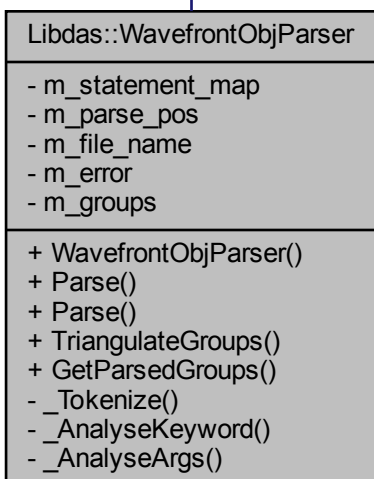 Libdas::WavefrontObjParser
- m_statement_map
- m_parse_pos
- m_file_name
- m_error
- m_groups
+ WavefrontObjParser()
+ Parse()
+ Parse()
+ TriangulateGroups()
+ GetParsedGroups()
- _Tokenize()
- _AnalyseKeyword()
- _AnalyseArgs()